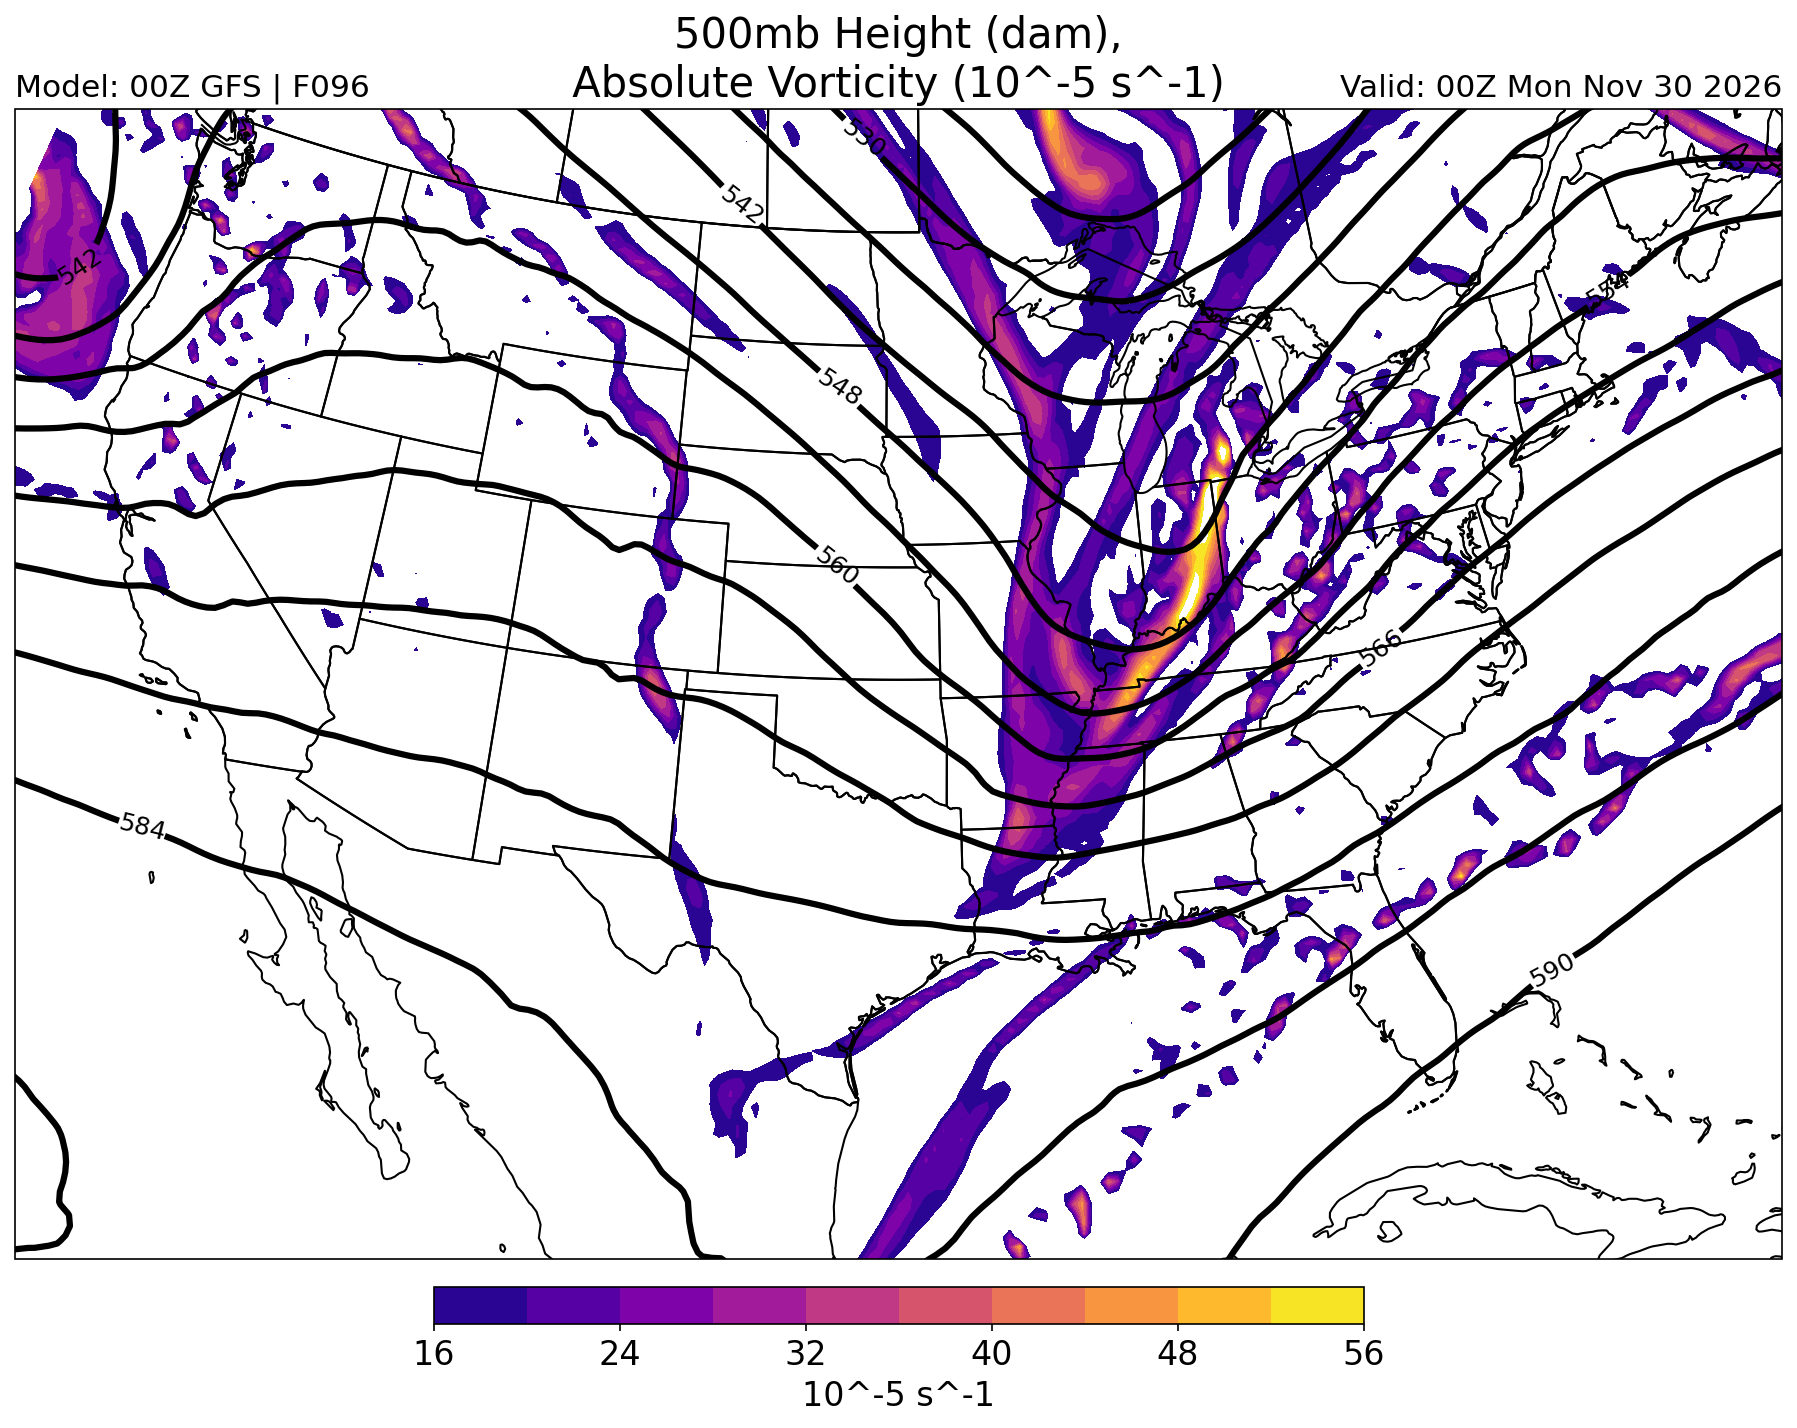 500mb Height (dam),
Absolute Vorticity (10^-5 s^-1)
Model: 00Z GFS | F096
Valid: 00Z Mon Nov 30 2026
530
542
542
554
548
560
566
584
590
16 24 32 40 48 56
10^-5 s^-1